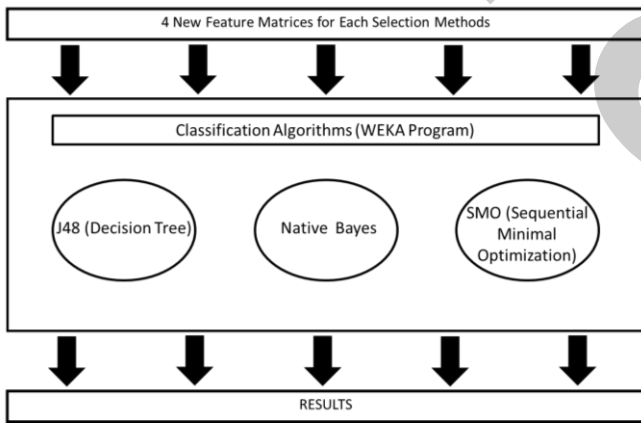 4 New Feature Matrices for Each Selection Methods
Classification Algorithms (WEKA Program)
J48 (Decision Tree)
Native Bayes
SMO (Sequential
Minimal
Optimization)
RESULTS